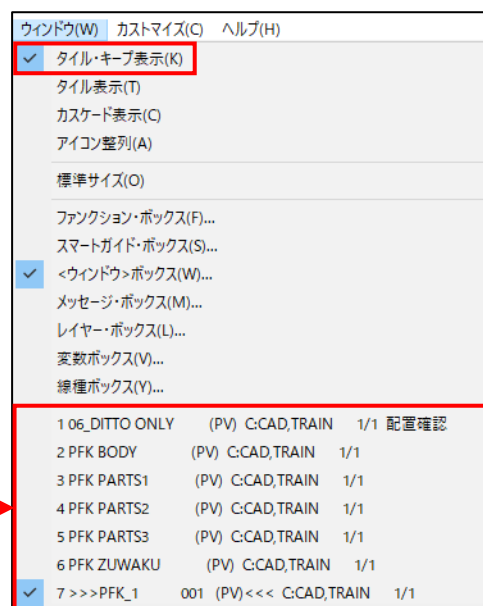 ウィンドウ(W) カスタマイズ(C) ヘルプ(H)
タイル・キープ表示(K)
タイル表示(T)
カスケード表示(C)
アイコン整列(A)
標準サイズ(O)
ファンクション・ボックス(F)...
スマートガイド・ボックス(S)...
<ウィンドウ>ボックス(W)...
メッセージ・ボックス(M)...
レイヤー・ボックス(L)...
変数ボックス(V)...
線種ボックス(Y)...
1 06_DITTO ONLY (PV) C:CAD,TRAIN 1/1 配置確認
2 PFK BODY (PV) C:CAD,TRAIN 1/1
3 PFK PARTS1 (PV) C:CAD,TRAIN 1/1
4 PFK PARTS2 (PV) C:CAD,TRAIN 1/1
5 PFK PARTS3 (PV) C:CAD,TRAIN 1/1
6 PFK ZUWAKU (PV) C:CAD,TRAIN 1/1
7 >>>PFK_1 001 (PV)<<< C:CAD,TRAIN 1/1